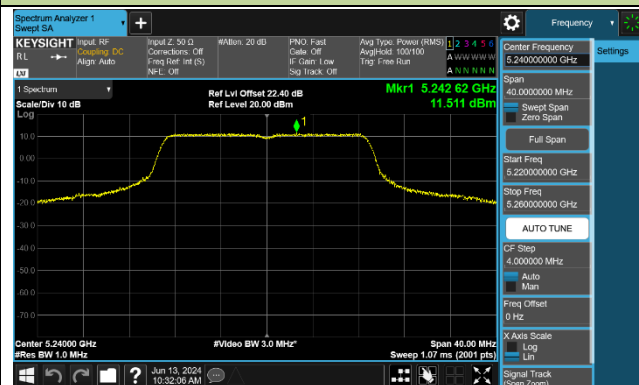 Spectrum Analyzer 1
Swept SA
Frequency
KEYSIGHT
RL
LXI
Input: RF
Coupling: DC
Align: Auto
Input Z: 50 Ω
Corrections: Off
Freq Ref: Int (S)
NFE: Off
#Atten: 20 dB
PNO: Fast
Gate: Off
IF Gain: Low
Sig Track: Off
Avg Type: Power (RMS)
Avg|Hold: 100/100
Trig: Free Run
1 2 3 4 5 6
A W W W W W
A N N N N N
1 Spectrum
Scale/Div 10 dB
Ref Lvl Offset 22.40 dB
Ref Level 20.00 dBm
Mkr1 5.242 62 GHz
11.511 dBm
Log
1
10.0
0.00
-10.0
-20.0
-30.0
-40.0
-50.0
-60.0
-70.0
Center 5.24000 GHz
#Res BW 1.0 MHz
#Video BW 3.0 MHz*
Span 40.00 MHz
Sweep 1.07 ms (2001 pts)
Jun 13, 2024
10:32:06 AM
Center Frequency
5.240000000 GHz
Settings
Span
40.0000000 MHz
Swept Span
Zero Span
Full Span
Start Freq
5.220000000 GHz
Stop Freq
5.260000000 GHz
AUTO TUNE
CF Step
4.000000 MHz
Auto
Man
Freq Offset
0 Hz
X Axis Scale
Log
Lin
Signal Track
(Span Zoom)